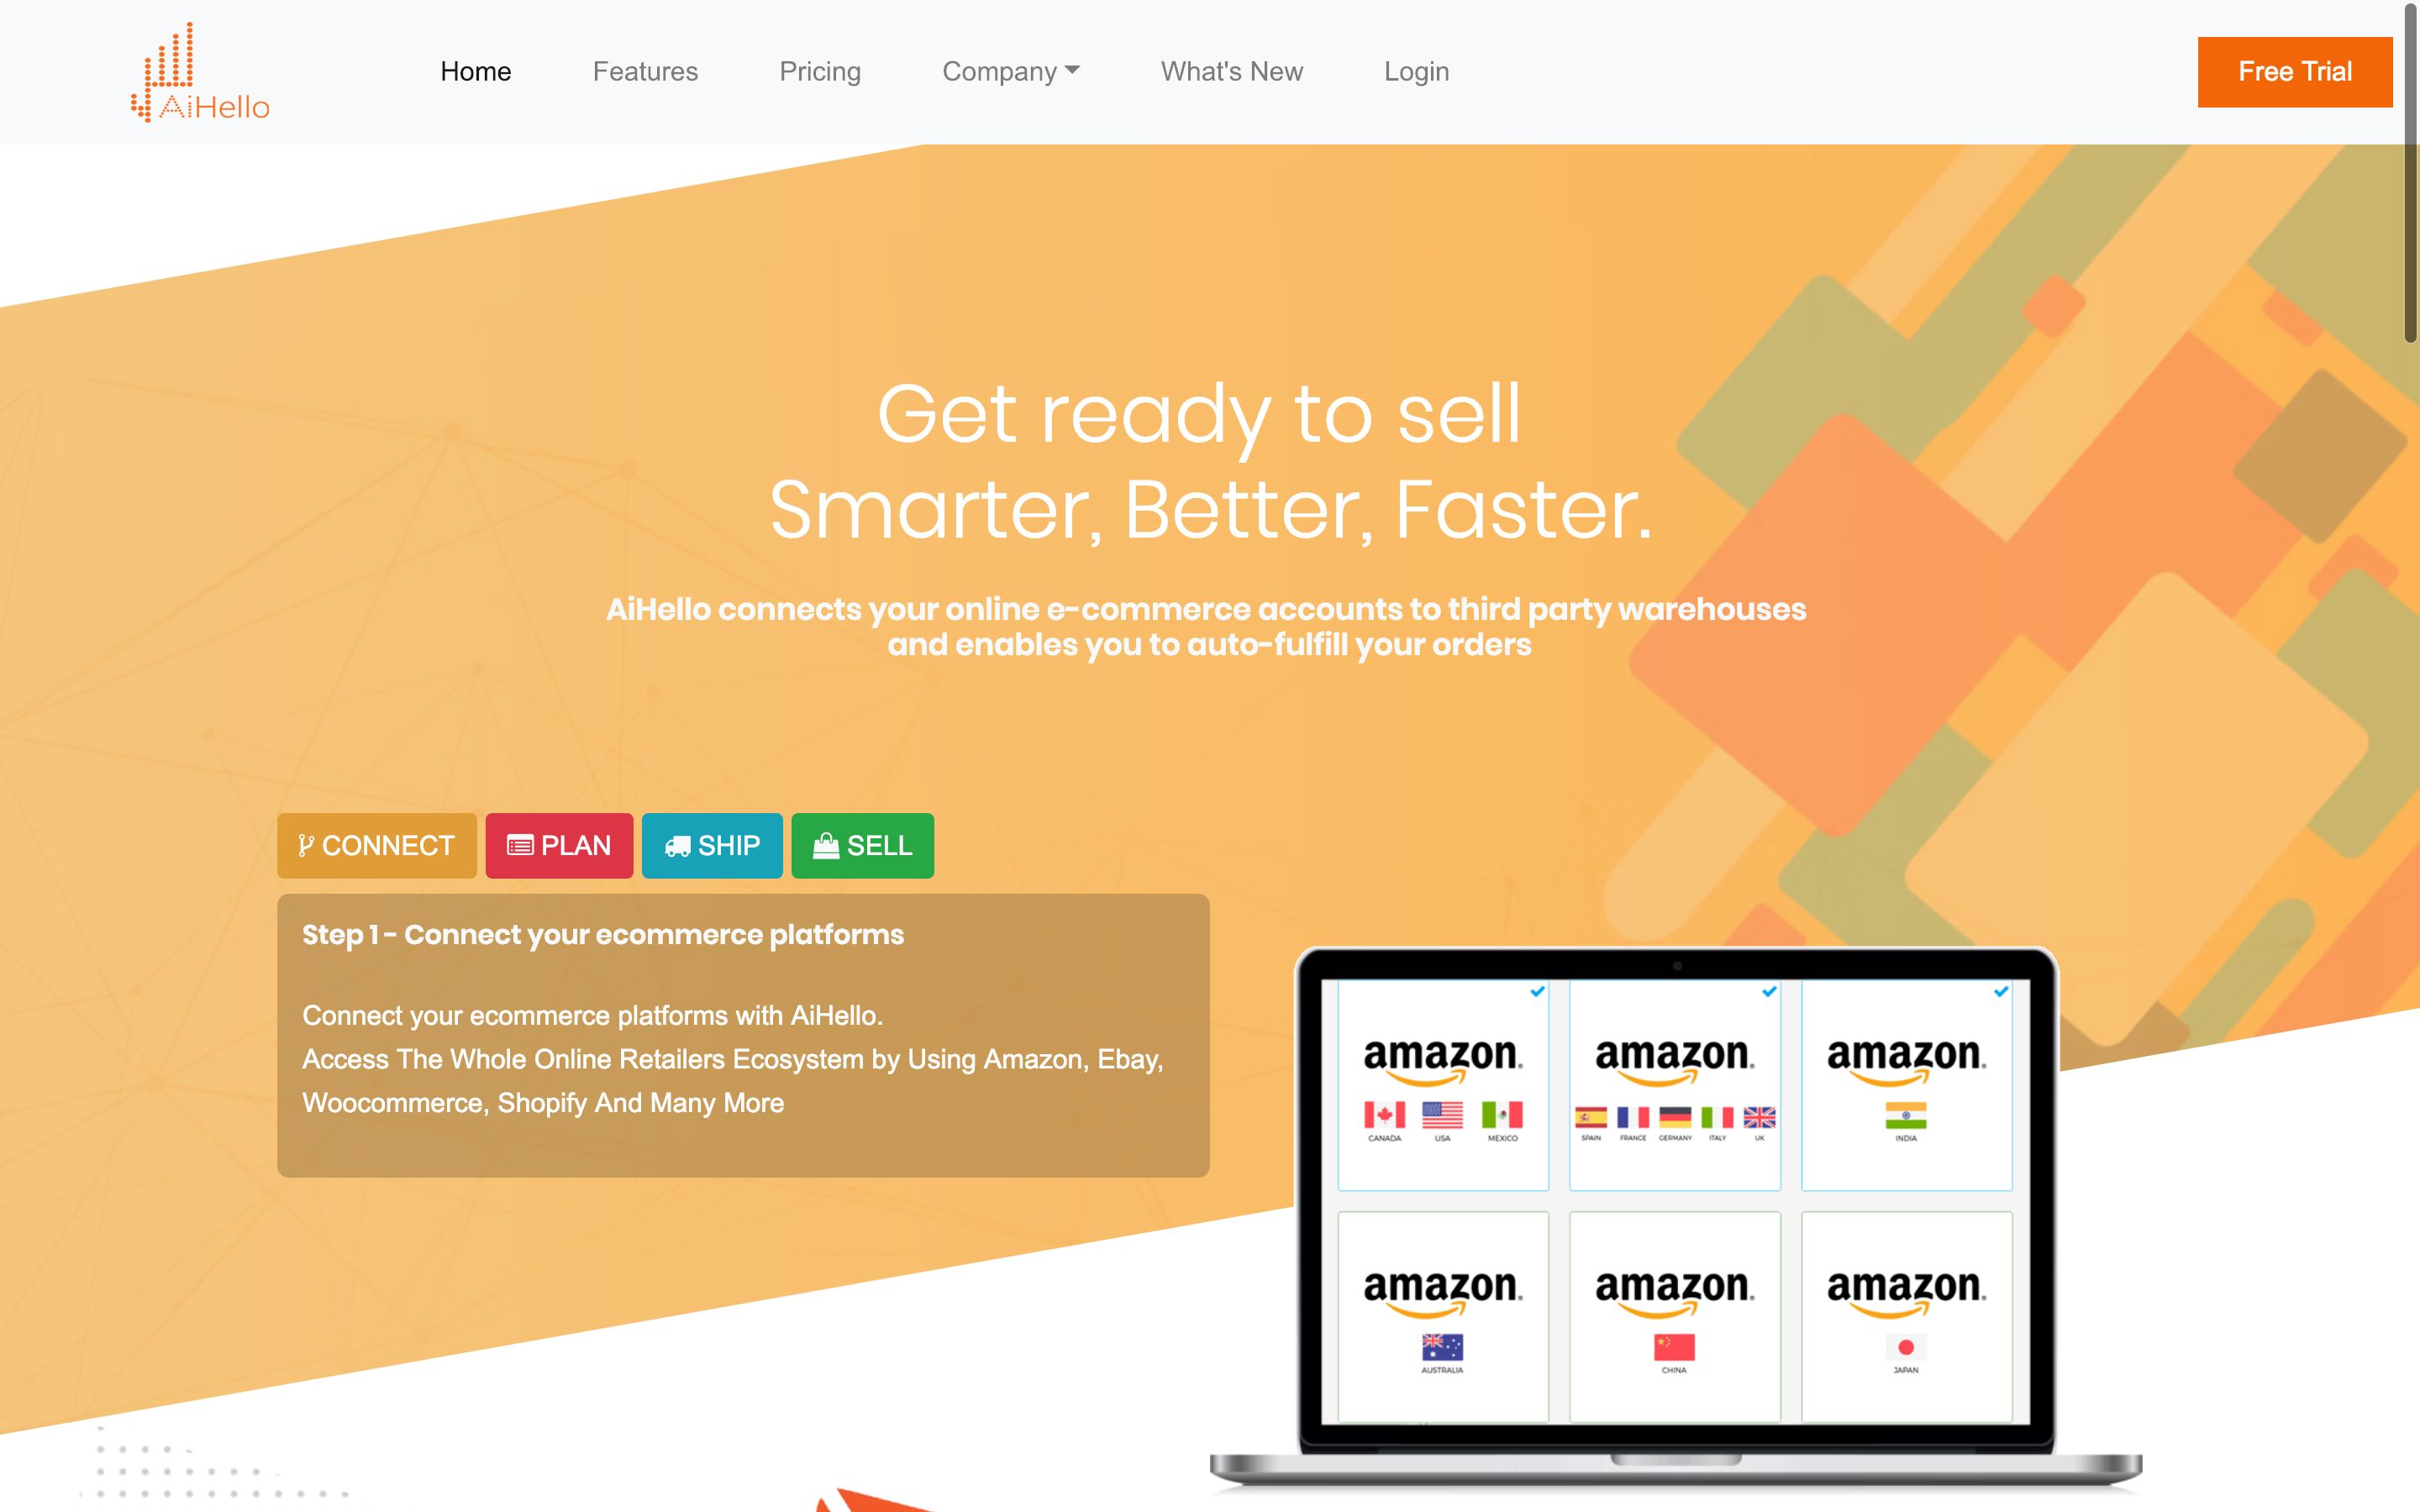 AiHello
Home
Features
Pricing
Company
What's New
Login
Free Trial
Get ready to sell
Smarter, Better, Faster.
AiHello connects your online e-commerce accounts to third party warehouses
and enables you to auto-fulfill your orders
CONNECT
PLAN
SHIP
SELL
Step 1 - Connect your ecommerce platforms
Connect your ecommerce platforms with AiHello.
Access The Whole Online Retailers Ecosystem by Using Amazon, Ebay,
Woocommerce, Shopify And Many More
amazon.
CANADA USA MEXICO
amazon.
SPAIN FRANCE GERMANY ITALY UK
amazon.
INDIA
amazon.
AUSTRALIA
amazon.
CHINA
amazon.
JAPAN